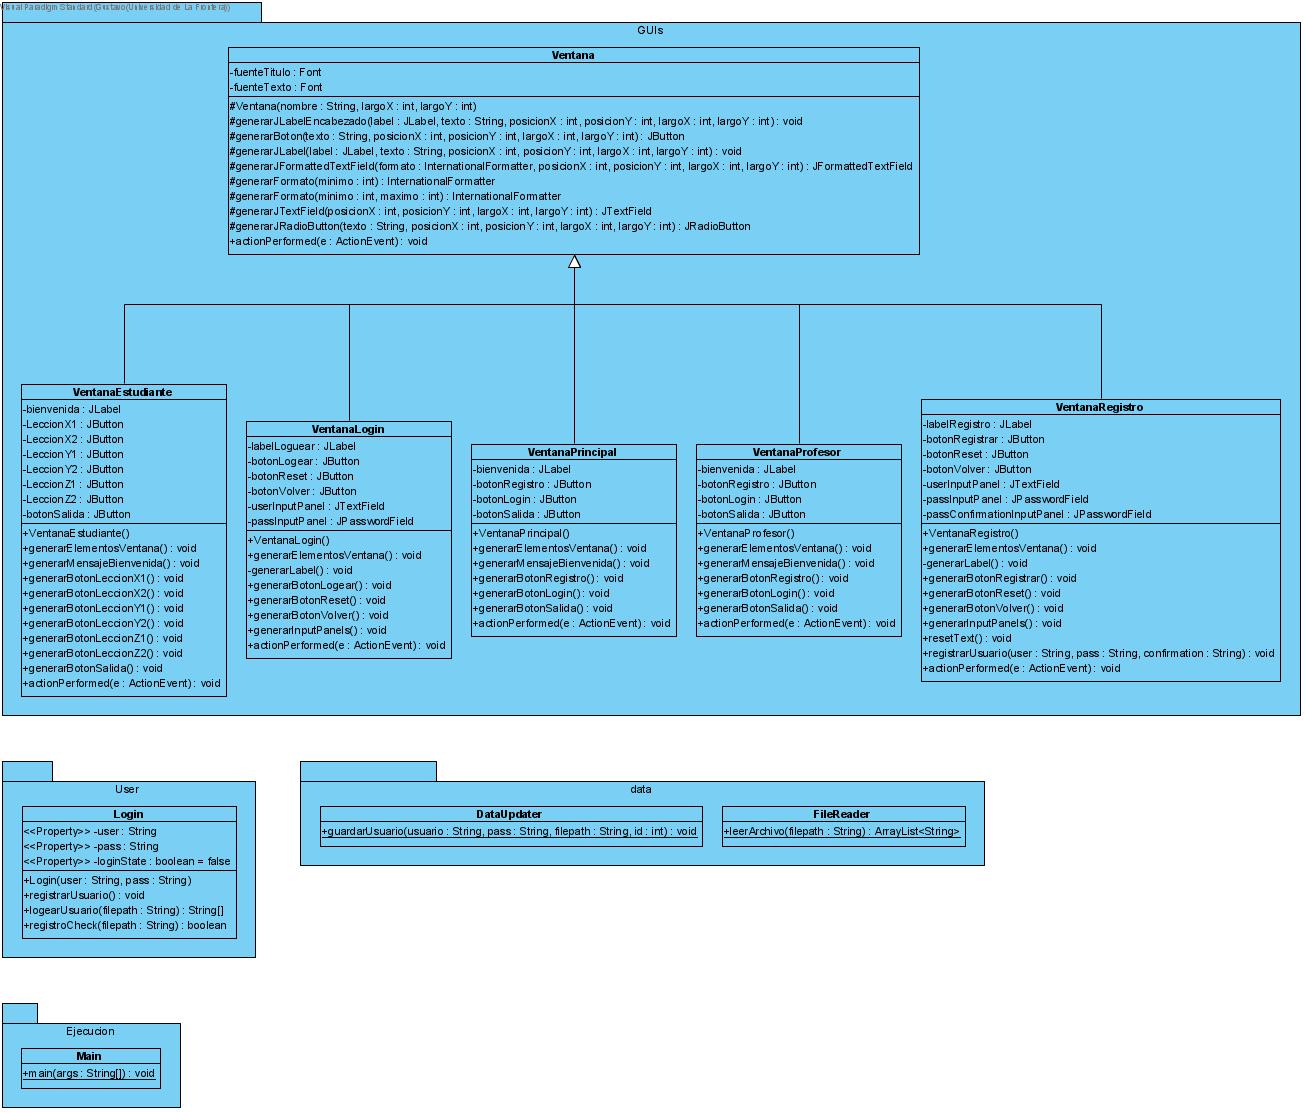 Visual Paradigm Standard(Gustavo(Universidad de La Frontera))
GUIs
Ventana
-fuenteTitulo : Font
-fuenteTexto : Font
#Ventana(nombre : String, largoX : int, largoY : int)
#generarJLabelEncabezado(label : JLabel, texto : String, posicionX : int, posicionY : int, largoX : int, largoY : int) : void
#generarBoton(texto : String, posicionX : int, posicionY : int, largoX : int, largoY : int) : JButton
#generarJLabel(label : JLabel, texto : String, posicionX : int, posicionY : int, largoX : int, largoY : int) : void
#generarJFormattedTextField(formato : InternationalFormatter, posicionX : int, posicionY : int, largoX : int, largoY : int) : JFormattedTextField
#generarFormato(minimo : int) : InternationalFormatter
#generarFormato(minimo : int, maximo : int) : InternationalFormatter
#generarJTextField(posicionX : int, posicionY : int, largoX : int, largoY : int) : JTextField
#generarJRadioButton(texto : String, posicionX : int, posicionY : int, largoX : int, largoY : int) : JRadioButton
+actionPerformed(e : ActionEvent) : void
VentanaEstudiante
-bienvenida : JLabel
-LeccionX1 : JButton
-LeccionX2 : JButton
-LeccionY1 : JButton
-LeccionY2 : JButton
-LeccionZ1 : JButton
-LeccionZ2 : JButton
-botonSalida : JButton
+VentanaEstudiante()
+generarElementosVentana() : void
+generarMensajeBienvenida() : void
+generarBotonLeccionX1() : void
+generarBotonLeccionX2() : void
+generarBotonLeccionY1() : void
+generarBotonLeccionY2() : void
+generarBotonLeccionZ1() : void
+generarBotonLeccionZ2() : void
+generarBotonSalida() : void
+actionPerformed(e : ActionEvent) : void
VentanaLogin
-labelLoguear : JLabel
-botonLogear : JButton
-botonReset : JButton
-botonVolver : JButton
-userInputPanel : JTextField
-passInputPanel : JPasswordField
+VentanaLogin()
+generarElementosVentana() : void
-generarLabel() : void
+generarBotonLogear() : void
+generarBotonReset() : void
+generarBotonVolver() : void
+generarInputPanels() : void
+actionPerformed(e : ActionEvent) : void
VentanaPrincipal
-bienvenida : JLabel
-botonRegistro : JButton
-botonLogin : JButton
-botonSalida : JButton
+VentanaPrincipal()
+generarElementosVentana() : void
+generarMensajeBienvenida() : void
+generarBotonRegistro() : void
+generarBotonLogin() : void
+generarBotonSalida() : void
+actionPerformed(e : ActionEvent) : void
VentanaProfesor
-bienvenida : JLabel
-botonRegistro : JButton
-botonLogin : JButton
-botonSalida : JButton
+VentanaProfesor()
+generarElementosVentana() : void
+generarMensajeBienvenida() : void
+generarBotonRegistro() : void
+generarBotonLogin() : void
+generarBotonSalida() : void
+actionPerformed(e : ActionEvent) : void
VentanaRegistro
-labelRegistro : JLabel
-botonRegistrar : JButton
-botonReset : JButton
-botonVolver : JButton
-userInputPanel : JTextField
-passInputPanel : JPasswordField
-passConfirmationInputPanel : JPasswordField
+VentanaRegistro()
+generarElementosVentana() : void
-generarLabel() : void
+generarBotonRegistrar() : void
+generarBotonReset() : void
+generarBotonVolver() : void
+generarInputPanels() : void
+resetText() : void
+registrarUsuario(user : String, pass : String, confirmation : String) : void
+actionPerformed(e : ActionEvent) : void
User
Login
<<Property>> -user : String
<<Property>> -pass : String
<<Property>> -loginState : boolean = false
+Login(user : String, pass : String)
+registrarUsuario() : void
+logearUsuario(filepath : String) : String[]
+registroCheck(filepath : String) : boolean
data
DataUpdater
+guardarUsuario(usuario : String, pass : String, filepath : String, id : int) : void
FileReader
+leerArchivo(filepath : String) : ArrayList<String>
Ejecucion
Main
+main(args : String[]) : void